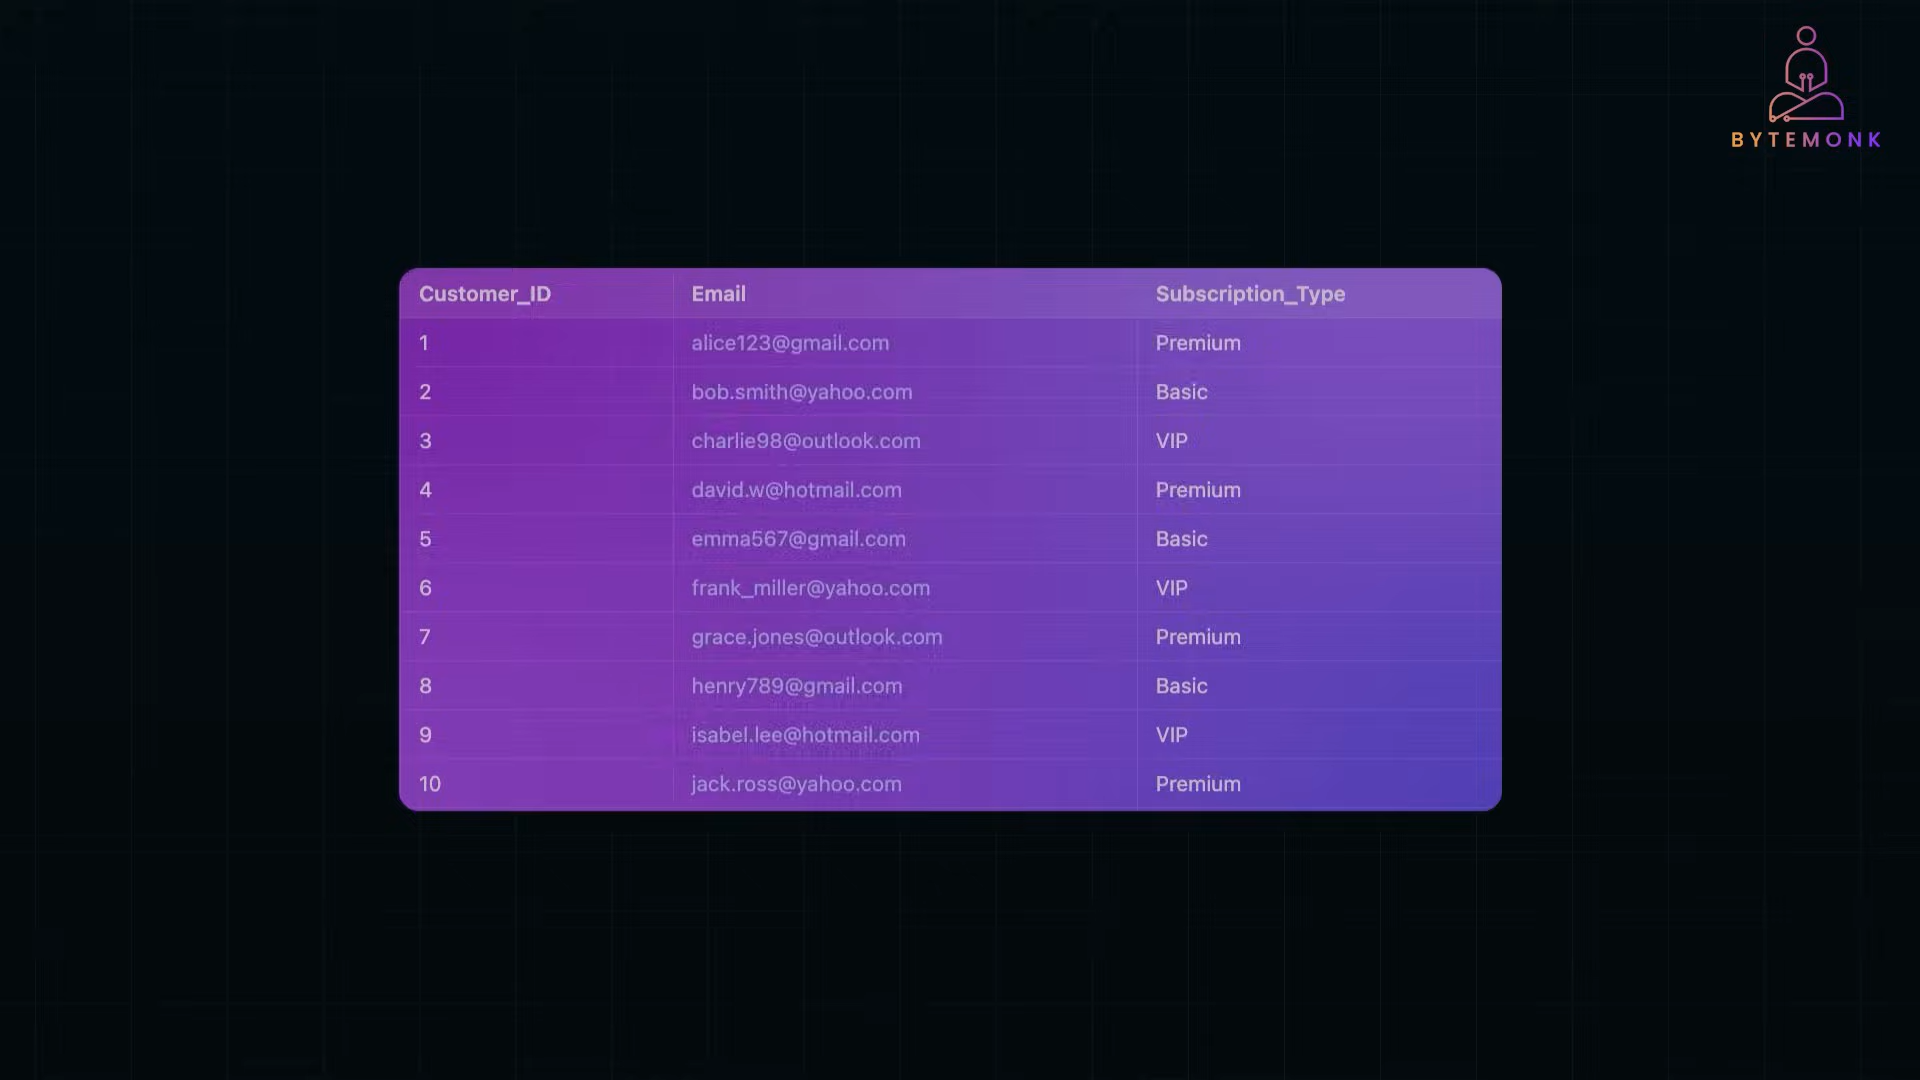 BYTEMONK
Customer_ID Email Subscription_Type
1 alice123@gmail.com Premium
2 bob.smith@yahoo.com Basic
3 charlie98@outlook.com VIP
4 david.w@hotmail.com Premium
5 emma567@gmail.com Basic
6 frank_miller@yahoo.com VIP
7 grace.jones@outlook.com Premium
8 henry789@gmail.com Basic
9 isabel.lee@hotmail.com VIP
10 jack.ross@yahoo.com Premium